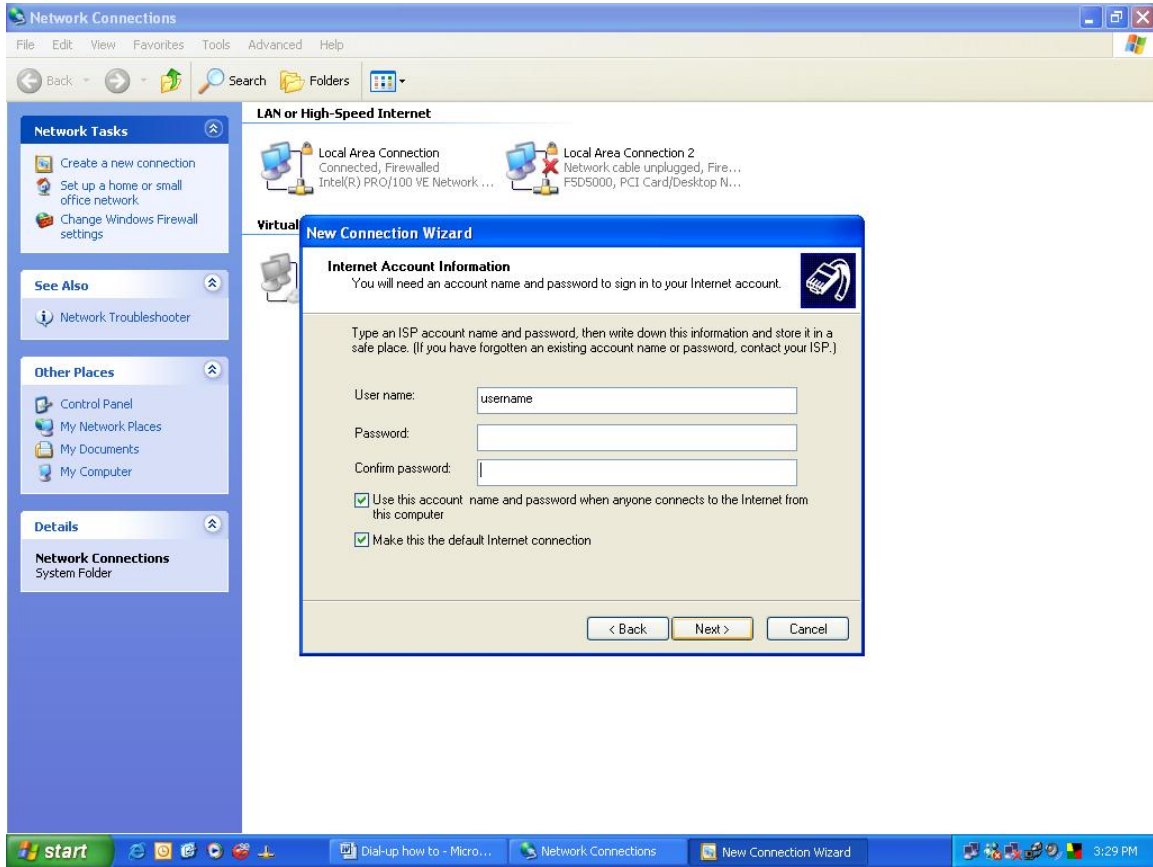 Network Connections
File Edit View Favorites Tools Advanced Help
Back Search Folders
Network Tasks
Create a new connection
Set up a home or small
office network
Change Windows Firewall
settings
See Also
Network Troubleshooter
Other Places
Control Panel
My Network Places
My Documents
My Computer
Details
Network Connections
System Folder
LAN or High-Speed Internet
Local Area Connection
Connected, Firewalled
Intel(R) PRO/100 VE Network ...
Local Area Connection 2
Network cable unplugged, Fire...
F5D5000, PCI Card/Desktop N...
Virtual
New Connection Wizard
Internet Account Information
You will need an account name and password to sign in to your Internet account.
Type an ISP account name and password, then write down this information and store it in a
safe place. (If you have forgotten an existing account name or password, contact your ISP.)
User name: username
Password:
Confirm password:
Use this account name and password when anyone connects to the Internet from
this computer
Make this the default Internet connection
< Back Next > Cancel
start Dial-up how to - Micro... Network Connections New Connection Wizard 3:29 PM